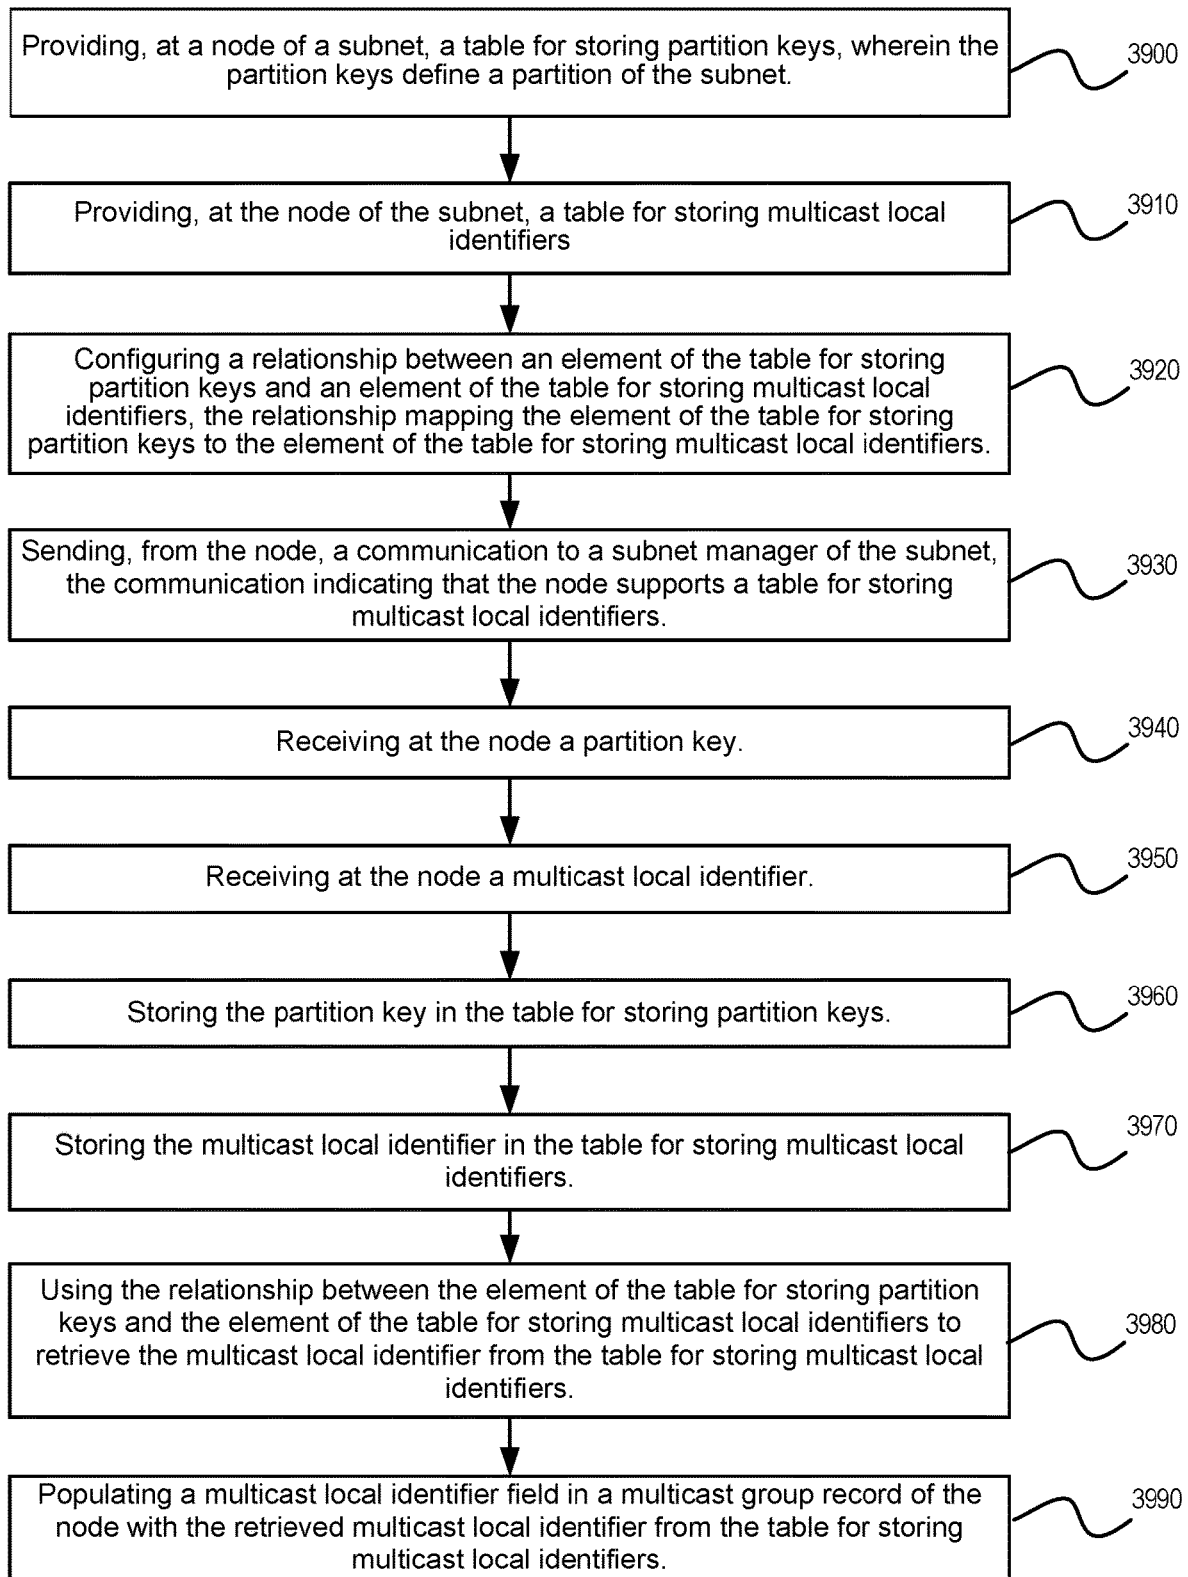 Providing, at a node of a subnet, a table for storing partition keys, wherein the
partition keys define a partition of the subnet.
3900
Providing, at the node of the subnet, a table for storing multicast local
identifiers
3910
Configuring a relationship between an element of the table for storing
partition keys and an element of the table for storing multicast local
identifiers, the relationship mapping the element of the table for storing
partition keys to the element of the table for storing multicast local identifiers.
3920
Sending, from the node, a communication to a subnet manager of the subnet,
the communication indicating that the node supports a table for storing
multicast local identifiers.
3930
Receiving at the node a partition key.
3940
Receiving at the node a multicast local identifier.
3950
Storing the partition key in the table for storing partition keys.
3960
Storing the multicast local identifier in the table for storing multicast local
identifiers.
3970
Using the relationship between the element of the table for storing partition
keys and the element of the table for storing multicast local identifiers to
retrieve the multicast local identifier from the table for storing multicast local
identifiers.
3980
Populating a multicast local identifier field in a multicast group record of the
node with the retrieved multicast local identifier from the table for storing
multicast local identifiers.
3990